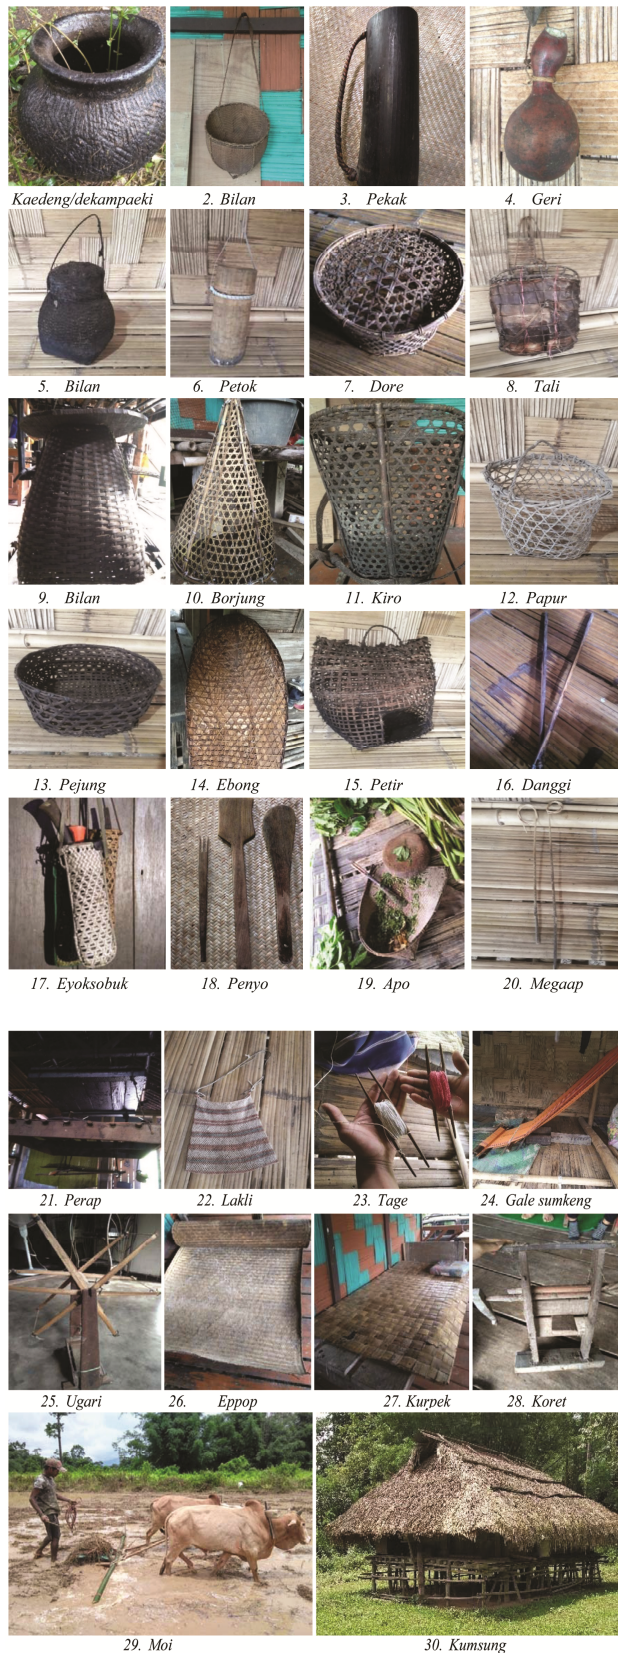 Kaedeng/dekampaeki 2. Bilan 3. Pekak 4. Geri
5. Bilan 6. Petok 7. Dore 8. Tali
9. Bilan 10. Borjung 11. Kiro 12. Papur
13. Pejung 14. Ebong 15. Petir 16. Danggi
17. Eyoksobuk 18. Penyo 19. Apo 20. Megaap
21. Perap 22. Lakli 23. Tage 24. Gale sumkeng
25. Ugari 26. Eppop 27. Kurpek 28. Koret
29. Moi 30. Kumsung